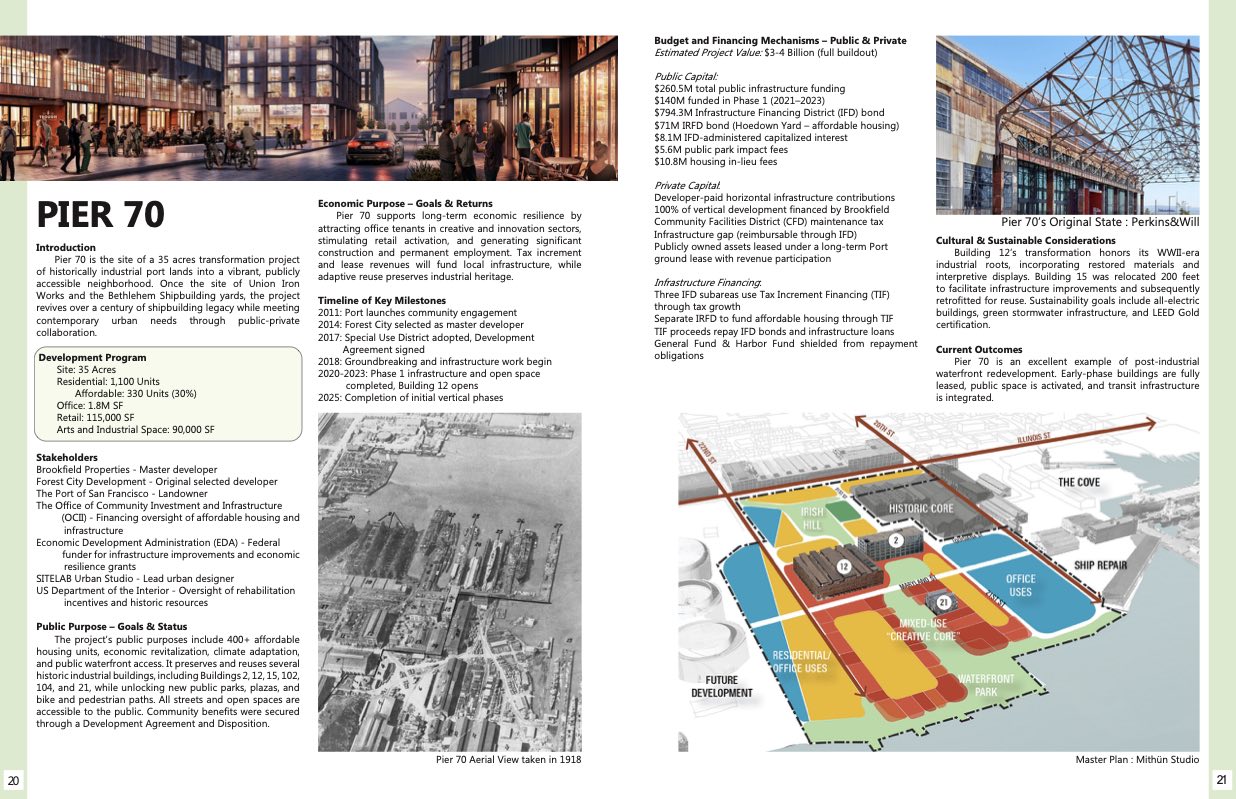 PIER 70
Introduction
Pier 70 is the site of a 35 acres transformation project
of historically industrial port lands into a vibrant, publicly
accessible neighborhood. Once the site of Union Iron
Works and the Bethlehem Shipbuilding yards, the project
revives over a century of shipbuilding legacy while meeting
contemporary urban needs through public-private
collaboration.
Development Program
Site: 35 Acres
Residential: 1,100 Units
Affordable: 330 Units (30%)
Office: 1.8M SF
Retail: 115,000 SF
Arts and Industrial Space: 90,000 SF
Stakeholders
Brookfield Properties - Master developer
Forest City Development - Original selected developer
The Port of San Francisco - Landowner
The Office of Community Investment and Infrastructure
(OCII) - Financing oversight of affordable housing and
infrastructure
Economic Development Administration (EDA) - Federal
funder for infrastructure improvements and economic
resilience grants
SITELAB Urban Studio - Lead urban designer
US Department of the Interior - Oversight of rehabilitation
incentives and historic resources
Public Purpose – Goals & Status
The project's public purposes include 400+ affordable
housing units, economic revitalization, climate adaptation,
and public waterfront access. It preserves and reuses several
historic industrial buildings, including Buildings 2, 12, 15, 102,
104, and 21, while unlocking new public parks, plazas, and
bike and pedestrian paths. All streets and open spaces are
accessible to the public. Community benefits were secured
through a Development Agreement and Disposition.
20
Economic Purpose – Goals & Returns
Pier 70 supports long-term economic resilience by
attracting office tenants in creative and innovation sectors,
stimulating retail activation, and generating significant
construction and permanent employment. Tax increment
and lease revenues will fund local infrastructure, while
adaptive reuse preserves industrial heritage.
Timeline of Key Milestones
2011: Port launches community engagement
2014: Forest City selected as master developer
2017: Special Use District adopted, Development
Agreement signed
2018: Groundbreaking and infrastructure work begin
2020-2023: Phase 1 infrastructure and open space
completed, Building 12 opens
2025: Completion of initial vertical phases
Pier 70 Aerial View taken in 1918
Budget and Financing Mechanisms – Public & Private
Estimated Project Value: $3-4 Billion (full buildout)
Public Capital:
$260.5M total public infrastructure funding
$140M funded in Phase 1 (2021–2023)
$794.3M Infrastructure Financing District (IFD) bond
$71M IRFD bond (Hoedown Yard – affordable housing)
$8.1M IFD-administered capitalized interest
$5.6M public park impact fees
$10.8M housing in-lieu fees
Private Capital:
Developer-paid horizontal infrastructure contributions
100% of vertical development financed by Brookfield
Community Facilities District (CFD) maintenance tax
Infrastructure gap (reimbursable through IFD)
Publicly owned assets leased under a long-term Port
ground lease with revenue participation
Infrastructure Financing:
Three IFD subareas use Tax Increment Financing (TIF)
through tax growth
Separate IRFD to fund affordable housing through TIF
TIF proceeds repay IFD bonds and infrastructure loans
General Fund & Harbor Fund shielded from repayment
obligations
Pier 70's Original State : Perkins&Will
Cultural & Sustainable Considerations
Building 12's transformation honors its WWII-era
industrial roots, incorporating restored materials and
interpretive displays. Building 15 was relocated 200 feet
to facilitate infrastructure improvements and subsequently
retrofitted for reuse. Sustainability goals include all-electric
buildings, green stormwater infrastructure, and LEED Gold
certification.
Current Outcomes
Pier 70 is an excellent example of post-industrial
waterfront redevelopment. Early-phase buildings are fully
leased, public space is activated, and transit infrastructure
is integrated.
22ND ST
20TH ST
ILLINOIS ST
THE COVE
IRISH
HILL
HISTORIC CORE
2
12
SHIP REPAIR
OFFICE
USES
MARYLAND ST
21ST ST
21
MIXED-USE
"CREATIVE CORE"
RESIDENTIAL/
OFFICE USES
FUTURE
DEVELOPMENT
WATERFRONT
PARK
Master Plan : Mithün Studio
21